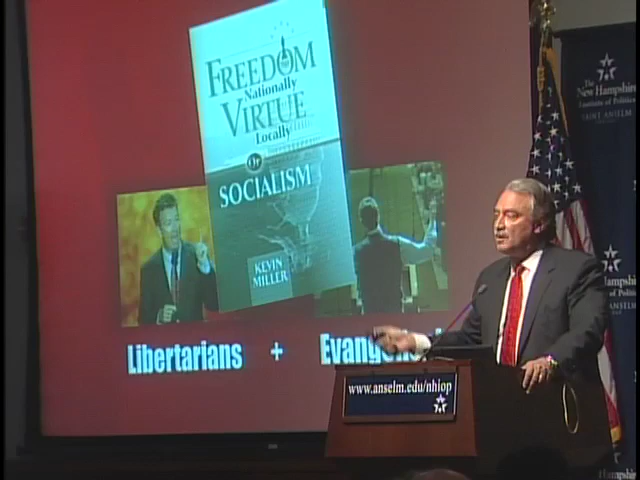 FREEDOM
Nationally
VIRTUE
Locally
Or
SOCIALISM
KEVIN
MILLER
Libertarians + Evang
www.anselm.edu/nhiop
The
New Hampshire
Institute of Politics
SAINT ANSELM